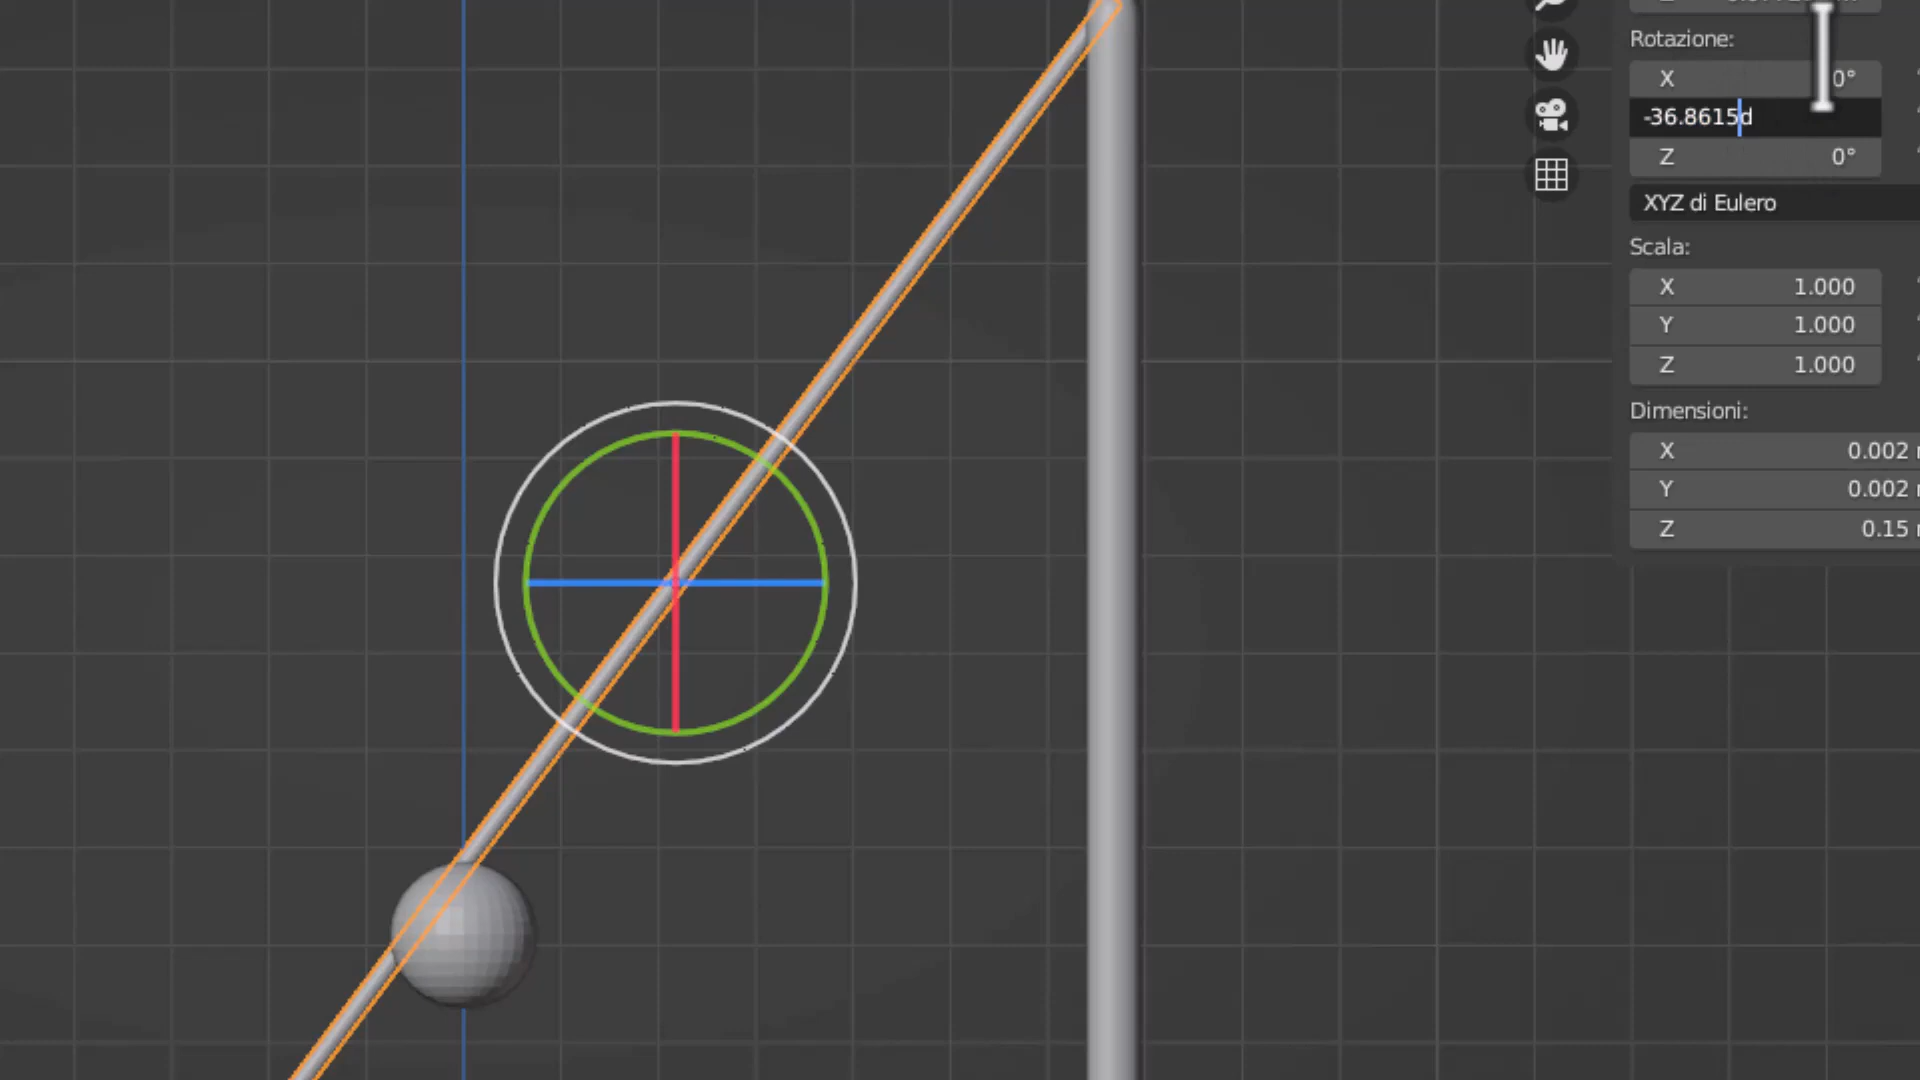 Rotazione:
X 0°
-36.8615d
Z 0°
XYZ di Eulero
Scala:
X 1.000
Y 1.000
Z 1.000
Dimensioni:
X 0.002
Y 0.002
Z 0.15